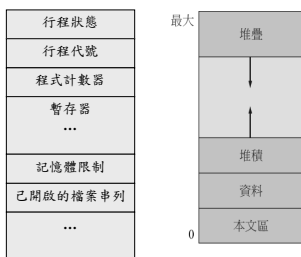 行程狀態
行程代號
程式計數器
暫存器
...
記憶體限制
已開啟的檔案串列
...
最大
堆疊
堆積
資料
本文區
0